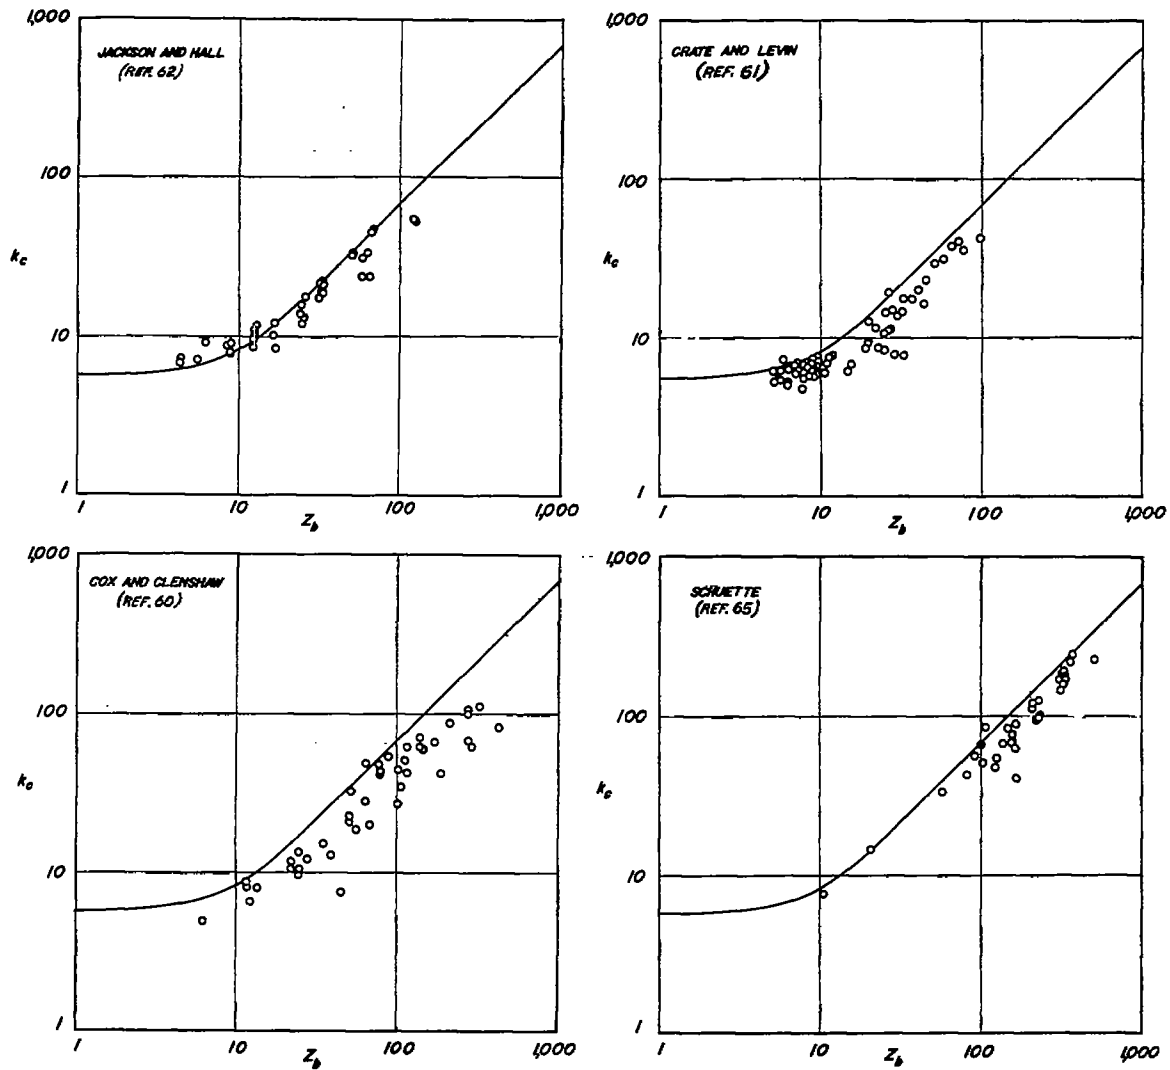 1,000
JACKSON AND HALL
(REF. 62)
100
k_c
10
1
1 10 100 1,000
Z_b
1,000
CRATE AND LEVIN
(REF. 61)
100
k_c
10
1
1 10 100 1,000
Z_b
1,000
COX AND CLENSHAW
(REF. 60)
100
k_c
10
1
1 10 100 1,000
Z_b
1,000
SCHUETTE
(REF. 65)
100
k_c
10
1
1 10 100 1,000
Z_b